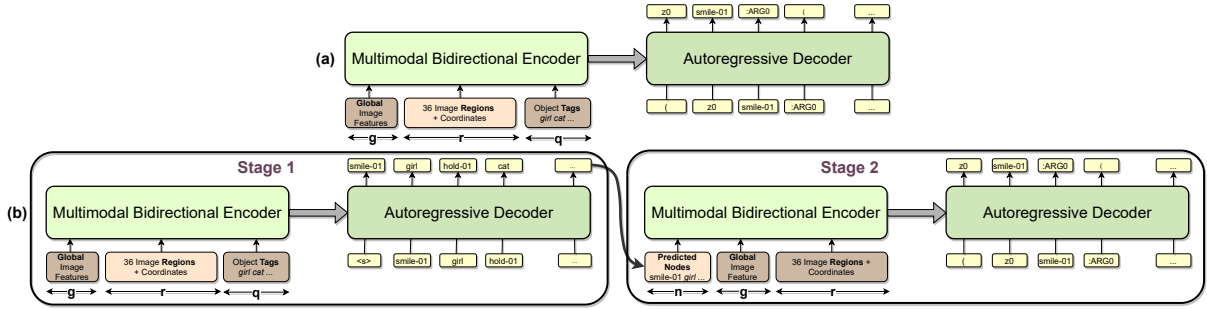 z0 smile-01 :ARG0 ( ...
(a) Multimodal Bidirectional Encoder Autoregressive Decoder
Global Image Features
36 Image Regions + Coordinates
Object Tags girl cat ...
( z0 smile-01 :ARG0 ...
g r q
(b)
Stage 1
smile-01 girl hold-01 cat ...
Multimodal Bidirectional Encoder Autoregressive Decoder
Global Image Features
36 Image Regions + Coordinates
Object Tags girl cat ...
<s> smile-01 girl hold-01 ...
g r q
Stage 2
z0 smile-01 :ARG0 ( ...
Multimodal Bidirectional Encoder Autoregressive Decoder
Predicted Nodes smile-01 girl ...
Global Image Feature
36 Image Regions + Coordinates
( z0 smile-01 :ARG0 ...
n g r